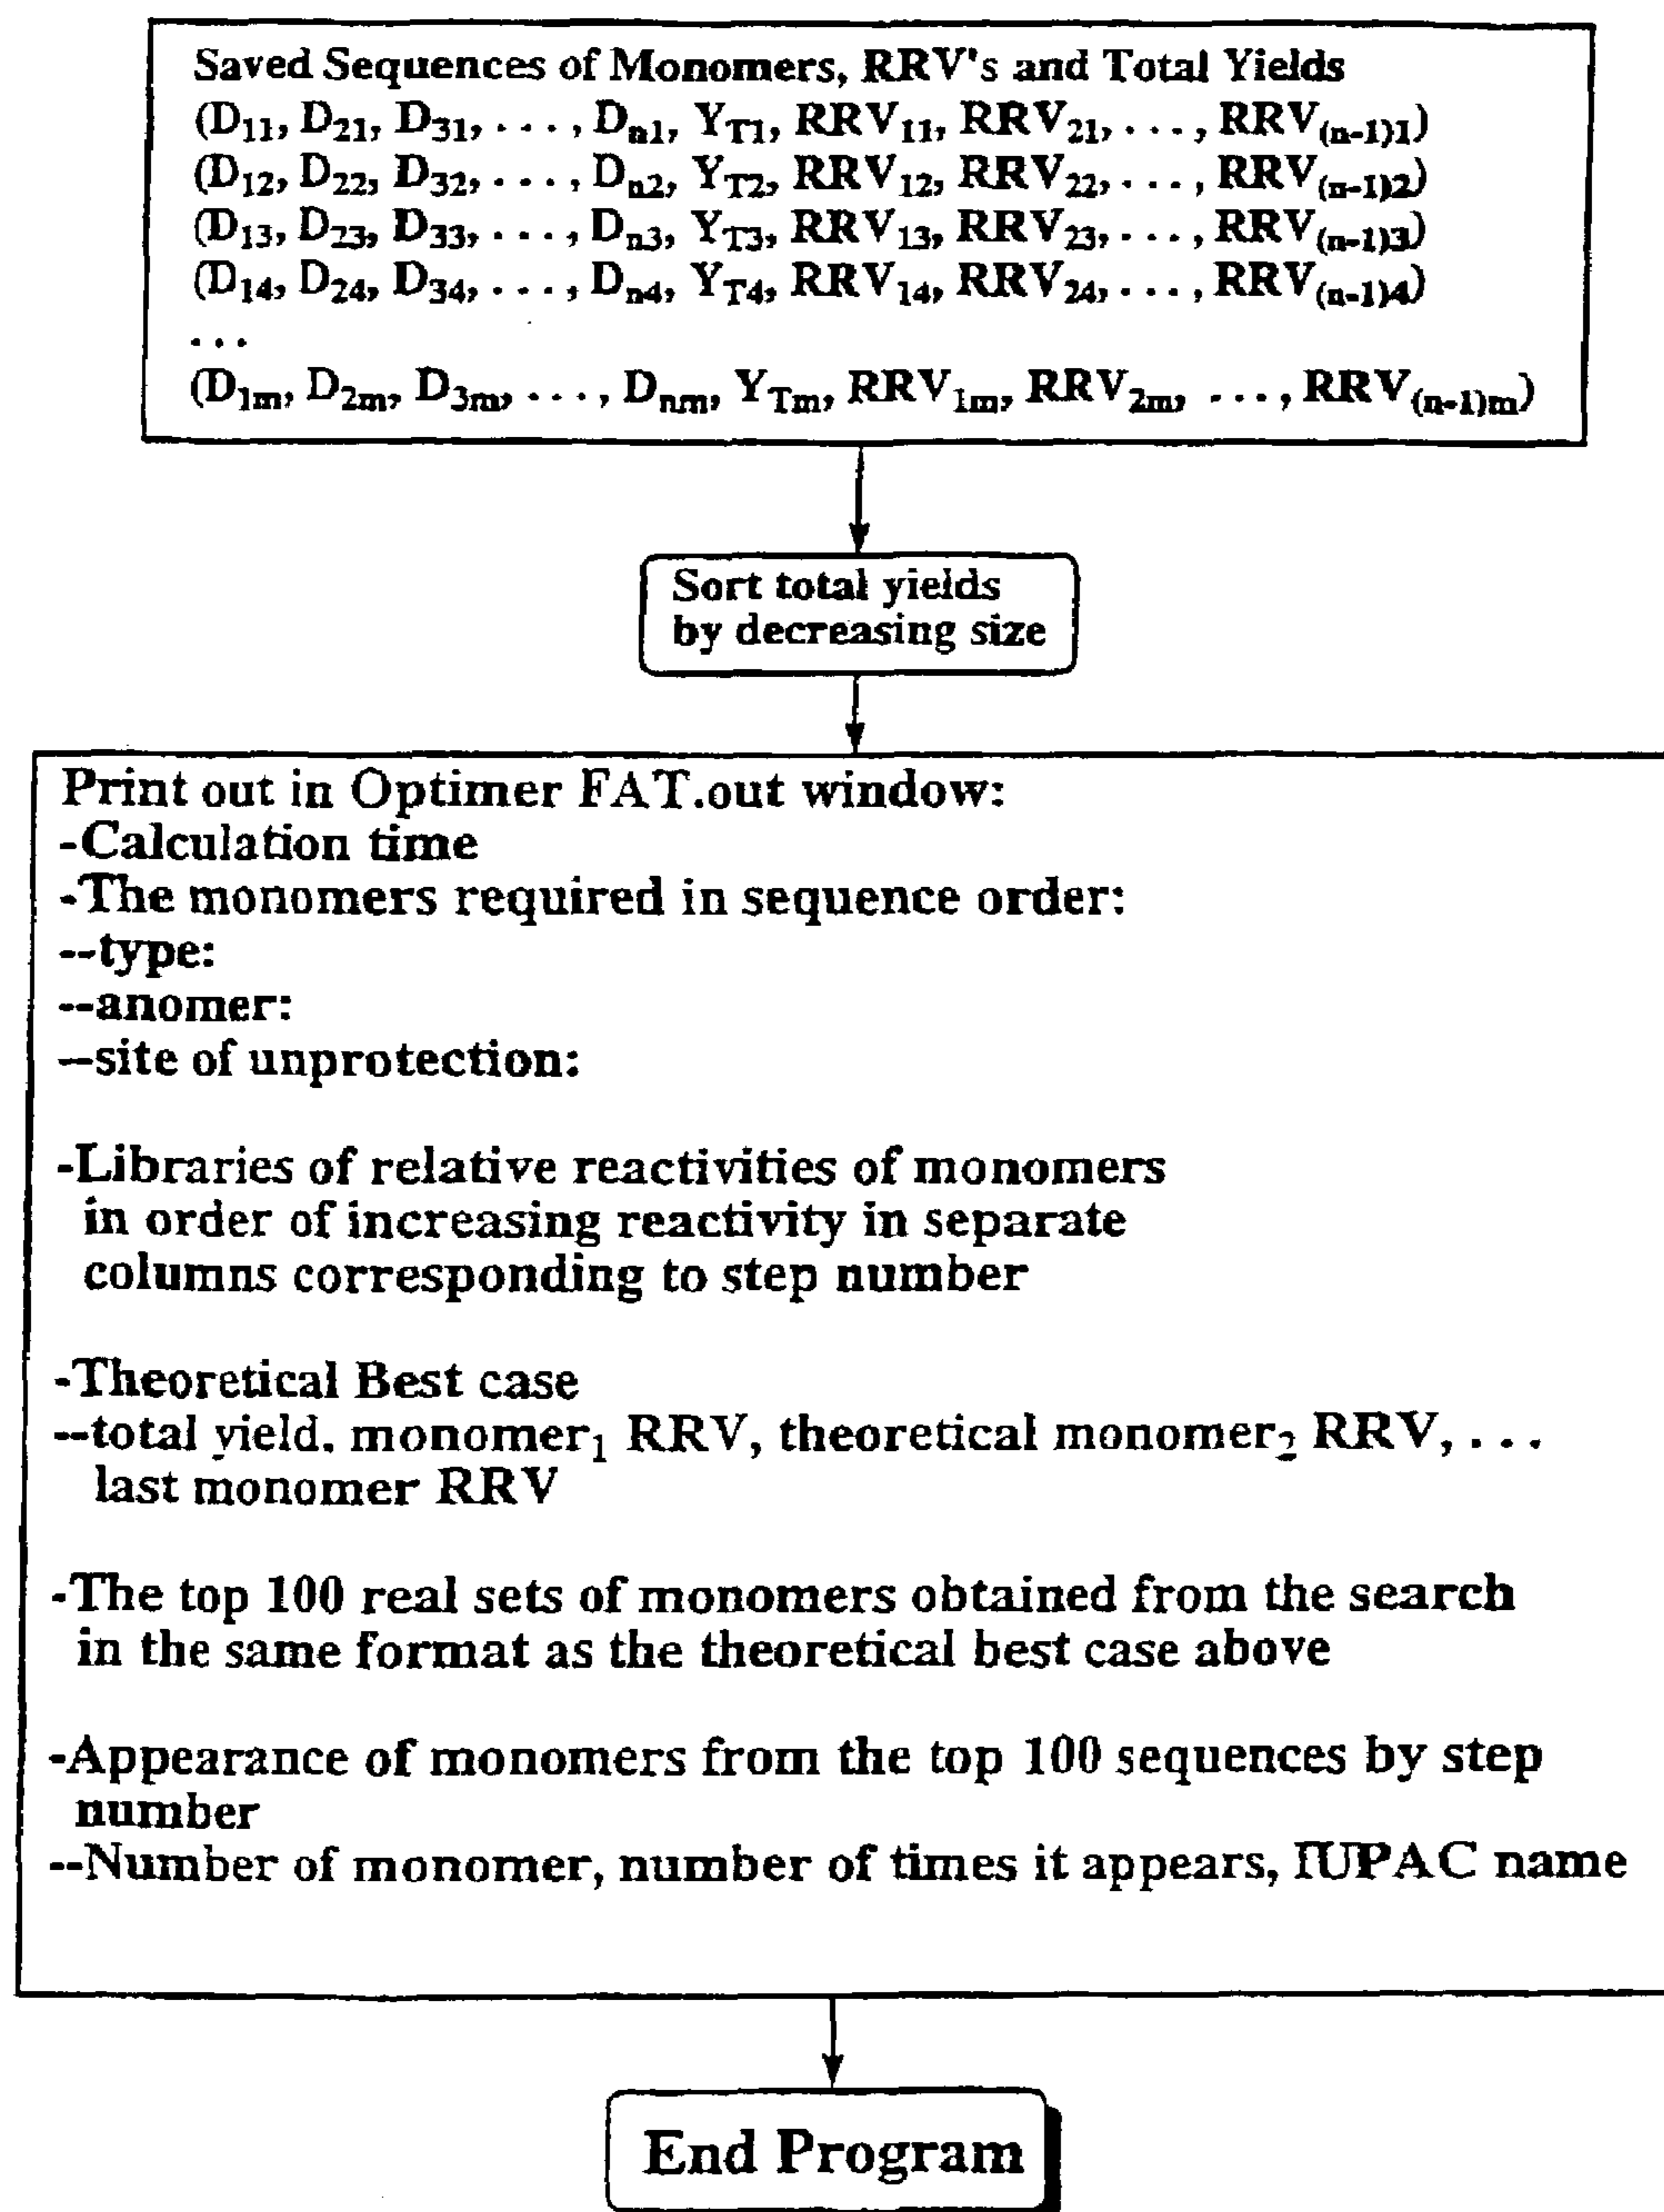 Saved Sequences of Monomers, RRV's and Total Yields
(D₁₁, D₂₁, D₃₁, . . . , Dₙ₁, Y_T1, RRV₁₁, RRV₂₁, . . . , RRV₍ₙ₋₁₎₁)
(D₁₂, D₂₂, D₃₂, . . . , Dₙ₂, Y_T2, RRV₁₂, RRV₂₂, . . . , RRV₍ₙ₋₁₎₂)
(D₁₃, D₂₃, D₃₃, . . . , Dₙ₃, Y_T3, RRV₁₃, RRV₂₃, . . . , RRV₍ₙ₋₁₎₃)
(D₁₄, D₂₄, D₃₄, . . . , Dₙ₄, Y_T4, RRV₁₄, RRV₂₄, . . . , RRV₍ₙ₋₁₎₄)
. . .
(D₁ₘ, D₂ₘ, D₃ₘ, . . . , Dₙₘ, Y_Tm, RRV₁ₘ, RRV₂ₘ, . . . , RRV₍ₙ₋₁₎ₘ)
Sort total yields
by decreasing size
Print out in Optimer FAT.out window:
-Calculation time
-The monomers required in sequence order:
--type:
--anomer:
--site of unprotection:
-Libraries of relative reactivities of monomers
in order of increasing reactivity in separate
columns corresponding to step number
-Theoretical Best case
--total yield, monomer₁ RRV, theoretical monomer₂ RRV, . . .
last monomer RRV
-The top 100 real sets of monomers obtained from the search
in the same format as the theoretical best case above
-Appearance of monomers from the top 100 sequences by step
number
--Number of monomer, number of times it appears, IUPAC name
End Program